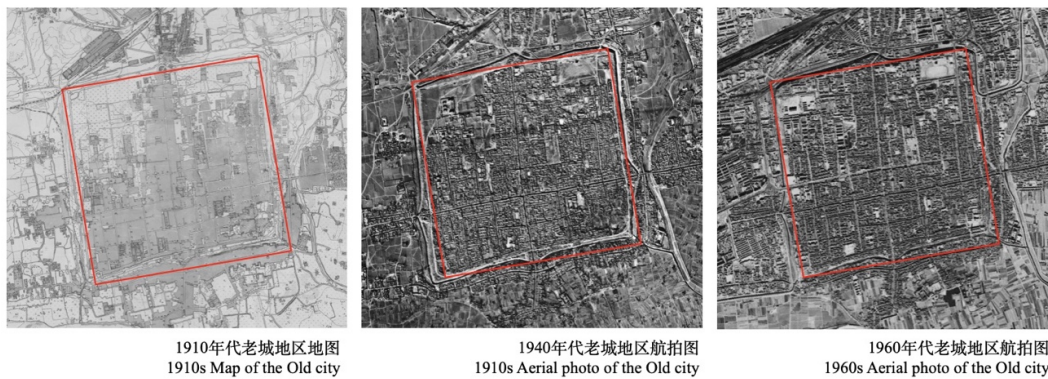 1910年代老城地区地图
1910s Map of the Old city
1940年代老城地区航拍图
1910s Aerial photo of the Old city
1960年代老城地区航拍图
1960s Aerial photo of the Old city